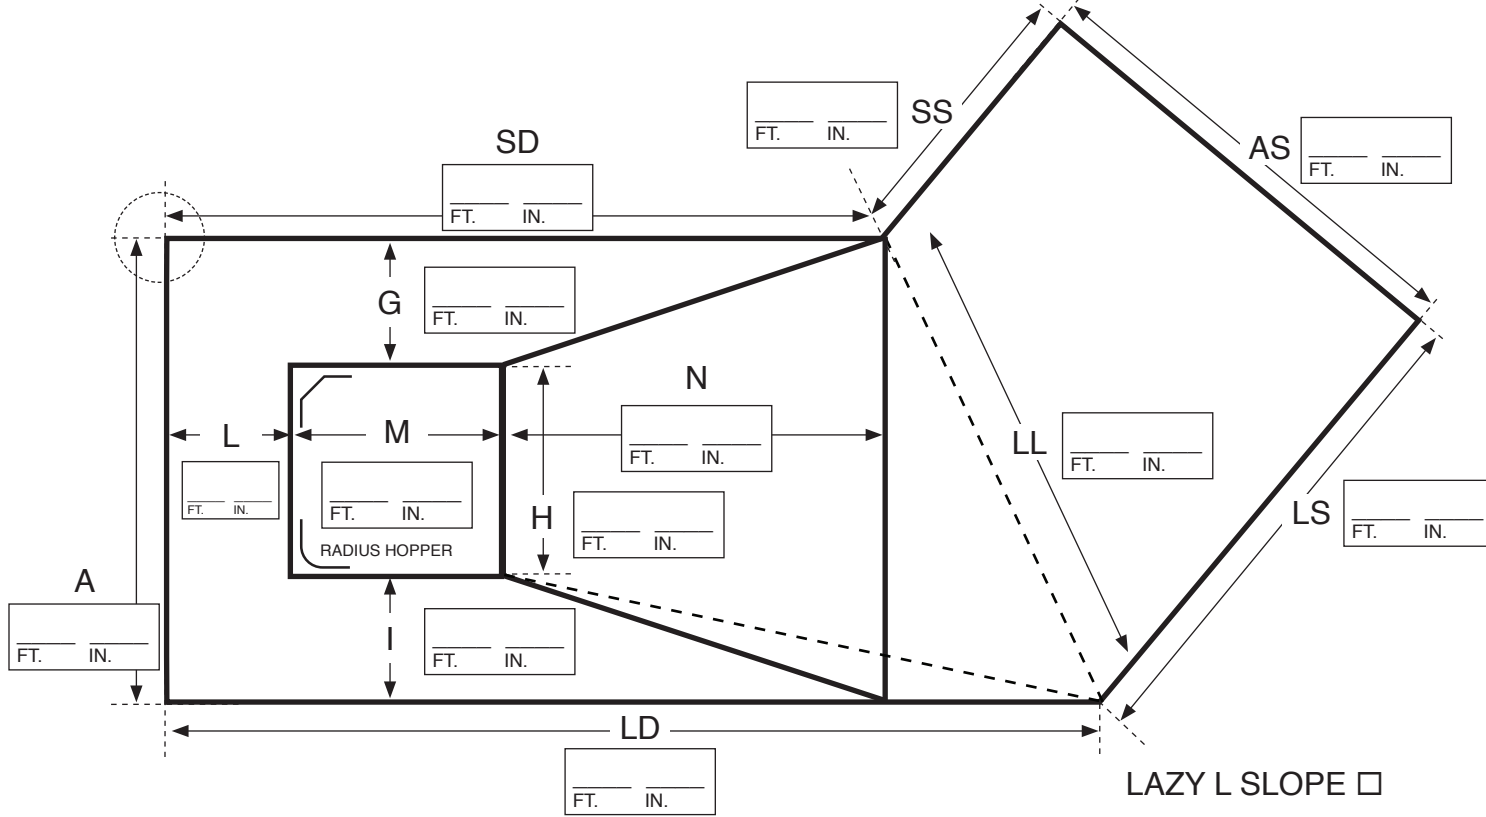 SS
FT. IN.
AS
FT. IN.
SD
FT. IN.
G
FT. IN.
N
FT. IN.
L
FT. IN.
M
FT. IN.
RADIUS HOPPER
H
FT. IN.
LL
FT. IN.
LS
FT. IN.
A
FT. IN.
I
FT. IN.
LD
FT. IN.
LAZY L SLOPE